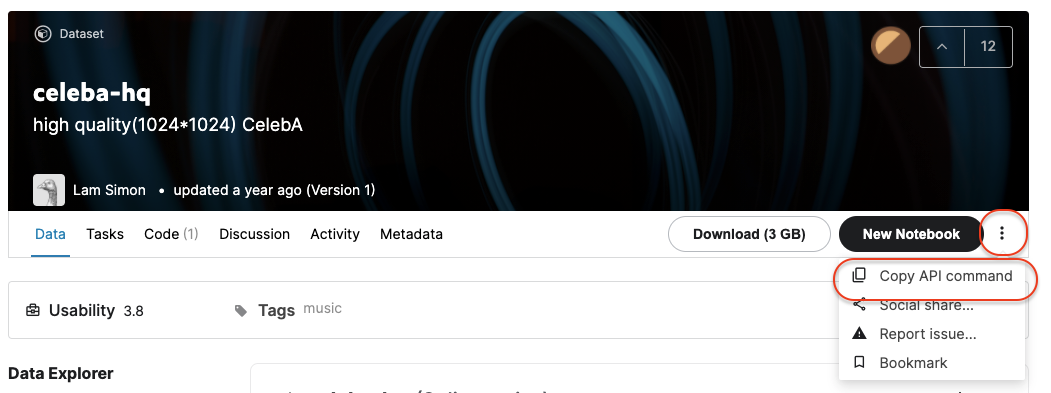 Dataset
12
celeba-hq
high quality(1024*1024) CelebA
Lam Simon • updated a year ago (Version 1)
Data Tasks Code (1) Discussion Activity Metadata Download (3 GB) New Notebook
Copy API command
Usability 3.8 Tags music
Social share...
Report issue...
Bookmark
Data Explorer